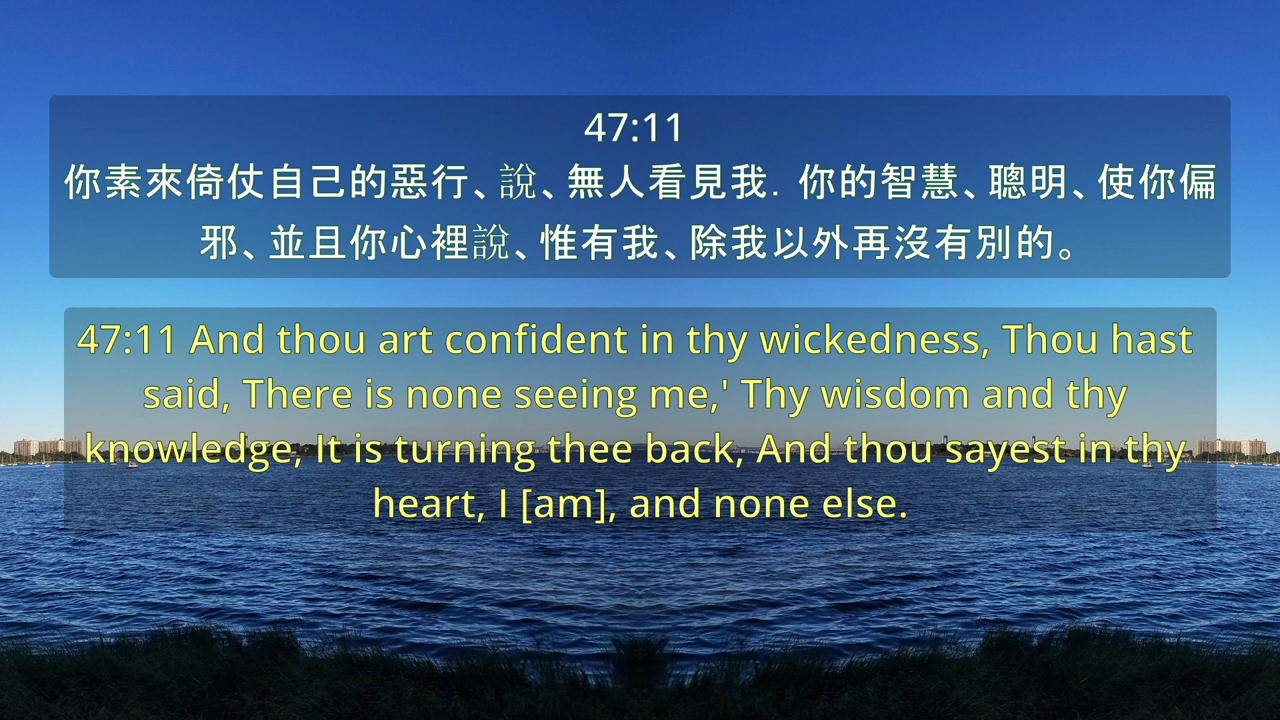 47:11
你素來倚仗自己的惡行、說、無人看見我. 你的智慧、聰明、使你偏
邪、並且你心裡說、惟有我、除我以外再沒有別的。
47:11 And thou art confident in thy wickedness, Thou hast
said, There is none seeing me,' Thy wisdom and thy
knowledge, It is turning thee back, And thou sayest in thy
heart, I [am], and none else.